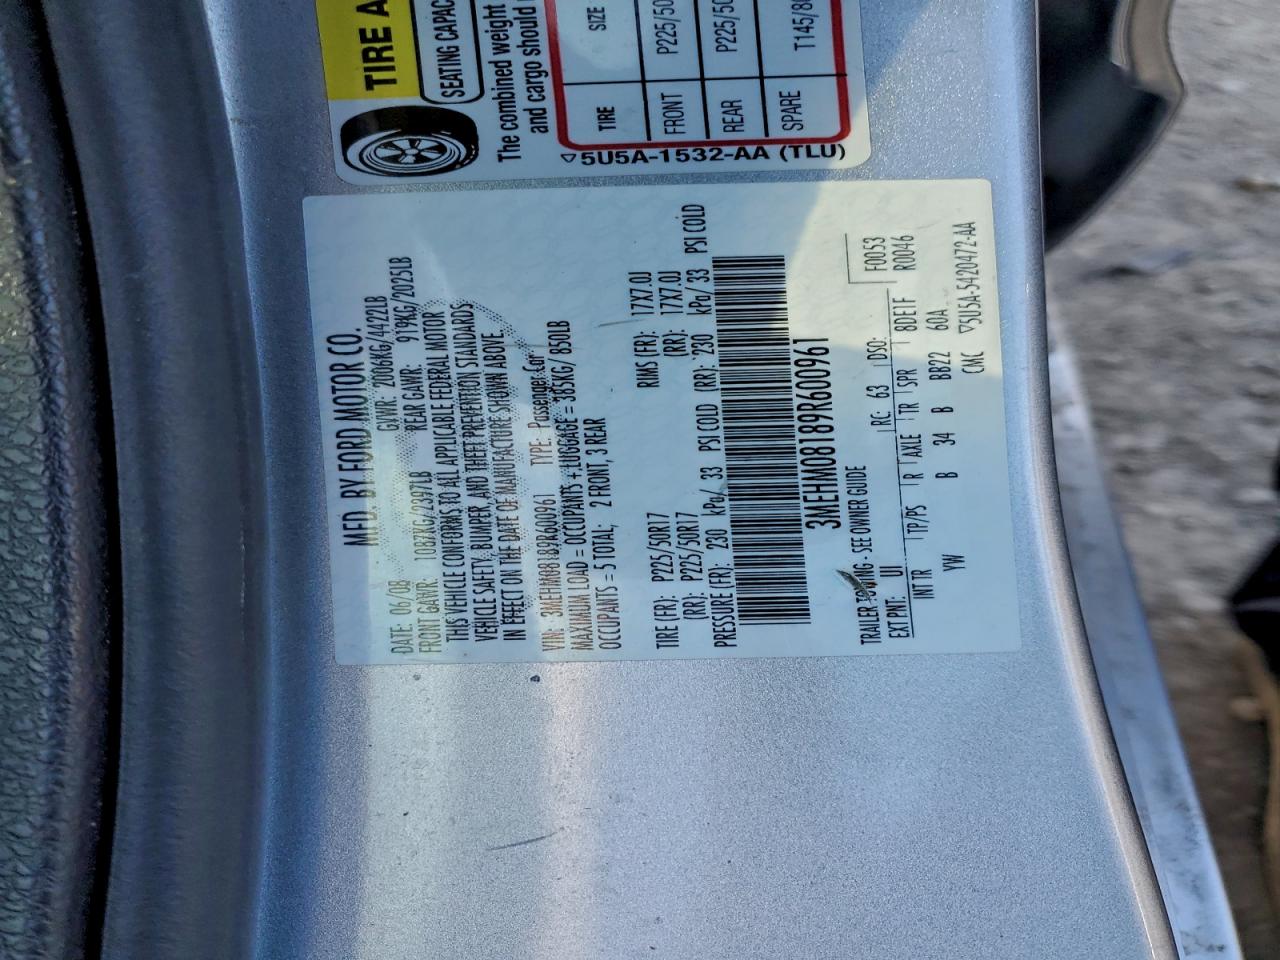 TIRE A
SEATING CAPAC
The combined weight
and cargo should
TIRE SIZE
FRONT P225/50
REAR P225/50
SPARE T145/80
5U5A-1532-AA (TLU)
MFD. BY FORD MOTOR CO.
DATE: 06/08 GVWR: 2006KG/4422LB
FRONT GAWR: 1087KG/2397LB REAR GAWR: 919KG/2025LB
THIS VEHICLE CONFORMS TO ALL APPLICABLE FEDERAL MOTOR
VEHICLE SAFETY, BUMPER, AND THEFT PREVENTION STANDARDS
IN EFFECT ON THE DATE OF MANUFACTURE SHOWN ABOVE.
VIN: 3MEHM08189R600961 TYPE: Passenger Car
MAXIMUM LOAD = OCCUPANTS + LUGGAGE = 385KG/ 850LB
OCCUPANTS = 5 TOTAL; 2 FRONT, 3 REAR
TIRE (FR): P225/50R17 RIMS (FR): 17X7.0J
(RR): P225/50R17 (RR): 17X7.0J
PRESSURE (FR): 230 kPa/ 33 PSI COLD (RR): 230 kPa/ 33 PSI COLD
3MEHM08189R600961
TRAILER TOWING - SEE OWNER GUIDE F0053
EXT PNT: UI RC: 63 DSO: R0046
INT TR TP/PS R AXLE TR SPR 8DE1F
YW B 34 B BB22 60A
CMC 5U5A-5420472-AA